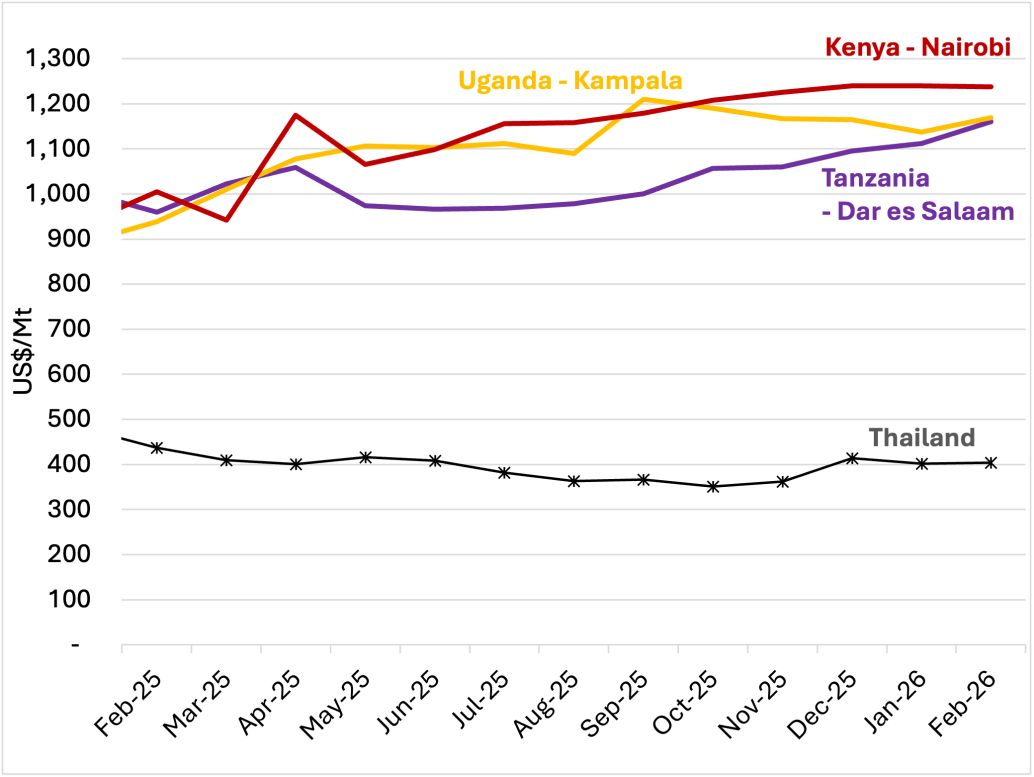 Kenya - Nairobi
Uganda - Kampala
Tanzania
- Dar es Salaam
Thailand
US$/Mt
1,300
1,200
1,100
1,000
900
800
700
600
500
400
300
200
100
-
Feb-25
Mar-25
Apr-25
May-25
Jun-25
Jul-25
Aug-25
Sep-25
Oct-25
Nov-25
Dec-25
Jan-26
Feb-26